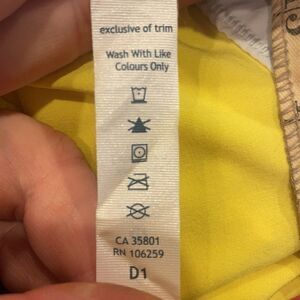 exclusive of trim
Wash With Like
Colours Only
CA 35801
RN 106259
D1